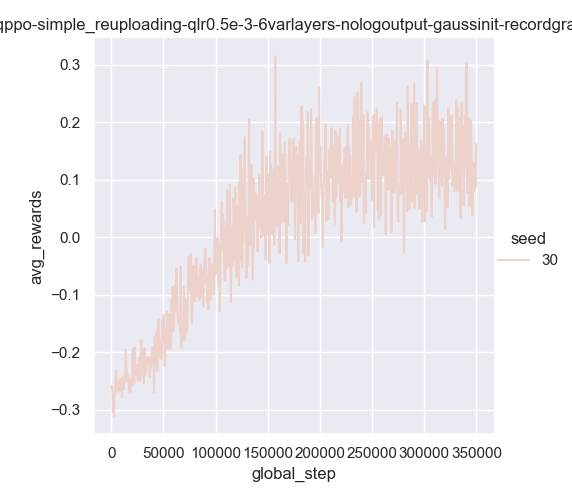 qppo-simple_reuploading-qlr0.5e-3-6varlayers-nologoutput-gaussinit-recordgra
0.3
0.2
0.1
0.0
−0.1
−0.2
−0.3
avg_rewards
0 50000 100000 150000 200000 250000 300000 350000
global_step
seed
30